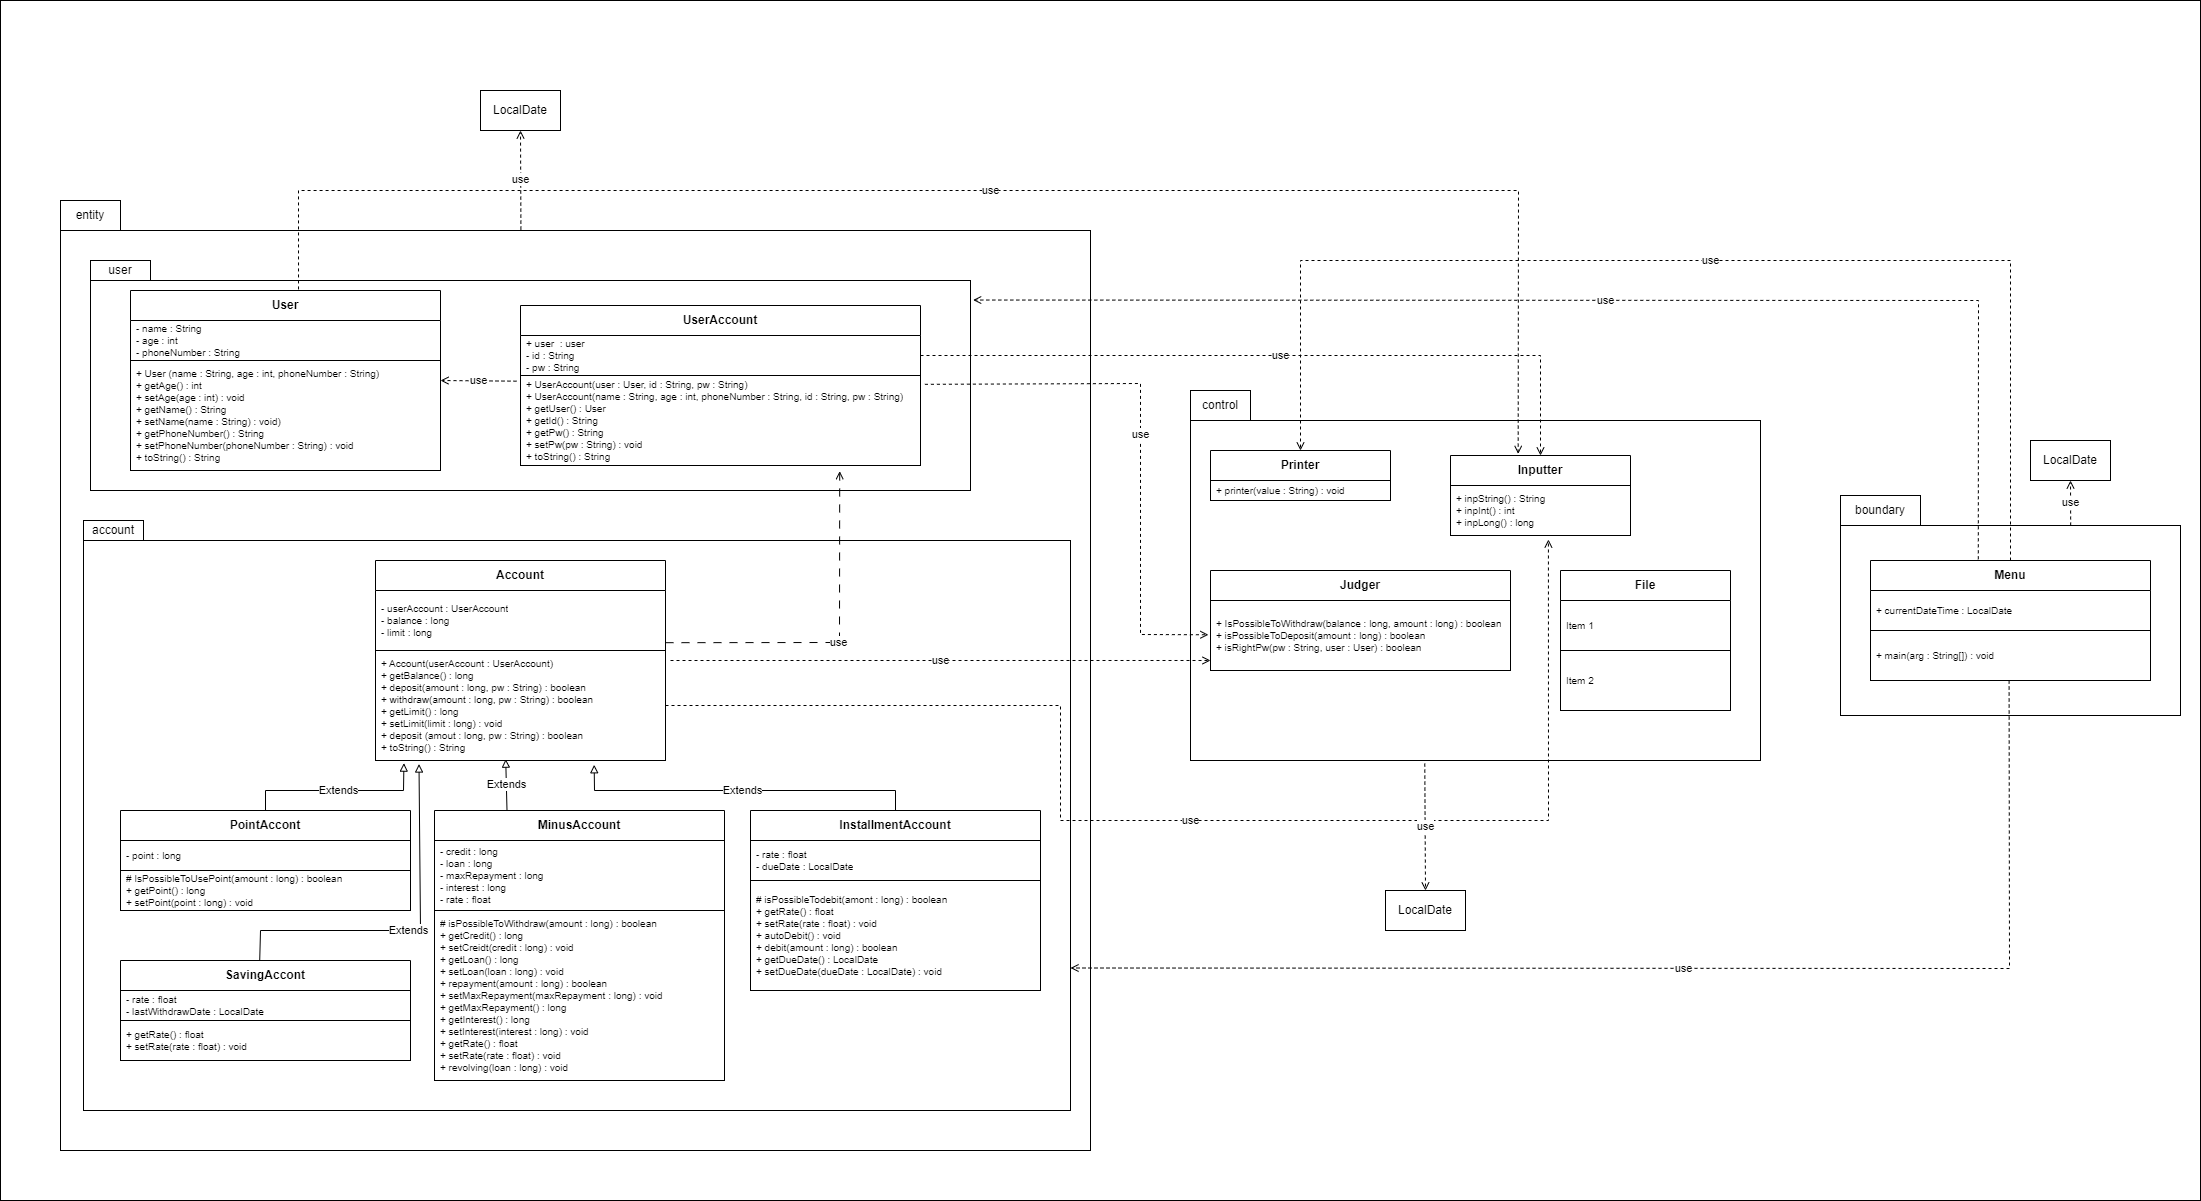 LocalDate
use
use
entity
user
use
use
User
- name : String
- age : int
- phoneNumber : String
+ User (name : String, age : int, phoneNumber : String)
+ getAge() : int
+ setAge(age : int) : void
+ getName() : String
+ setName(name : String) : void)
+ getPhoneNumber() : String
+ setPhoneNumber(phoneNumber : String) : void
+ toString() : String
use
UserAccount
+ user  : user
- id : String
- pw : String
+ UserAccount(user : User, id : String, pw : String)
+ UserAccount(name : String, age : int, phoneNumber : String, id : String, pw : String)
+ getUser() : User
+ getId() : String
+ getPw() : String
+ setPw(pw : String) : void
+ toString() : String
use
use
control
Printer
+ printer(value : String) : void
Inputter
+ inpString() : String
+ inpInt() : int
+ inpLong() : long
LocalDate
use
boundary
account
Account
- userAccount : UserAccount
- balance : long
- limit : long
+ Account(userAccount : UserAccount)
+ getBalance() : long
+ deposit(amount : long, pw : String) : boolean
+ withdraw(amount : long, pw : String) : boolean
+ getLimit() : long
+ setLimit(limit : long) : void
+ deposit (amout : long, pw : String) : boolean
+ toString() : String
use
use
Judger
+ IsPossibleToWithdraw(balance : long, amount : long) : boolean
+ isPossibleToDeposit(amount : long) : boolean
+ isRightPw(pw : String, user : User) : boolean
File
Item 1
Item 2
Menu
+ currentDateTime : LocalDate
+ main(arg : String[]) : void
Extends
Extends
Extends
use
use
PointAccont
- point : long
# IsPossibleToUsePoint(amount : long) : boolean
+ getPoint() : long
+ setPoint(point : long) : void
MinusAccount
- credit : long
- loan : long
- maxRepayment : long
- interest : long
- rate : float
# isPossibleToWithdraw(amount : long) : boolean
+ getCredit() : long
+ setCreidt(credit : long) : void
+ getLoan() : long
+ setLoan(loan : long) : void
+ repayment(amount : long) : boolean
+ setMaxRepayment(maxRepayment : long) : void
+ getMaxRepayment() : long
+ getInterest() : long
+ setInterest(interest : long) : void
+ getRate() : float
+ setRate(rate : float) : void
+ revolving(loan : long) : void
InstallmentAccount
- rate : float
- dueDate : LocalDate
# isPossibleTodebit(amont : long) : boolean
+ getRate() : float
+ setRate(rate : float) : void
+ autoDebit() : void
+ debit(amount : long) : boolean
+ getDueDate() : LocalDate
+ setDueDate(dueDate : LocalDate) : void
Extends
SavingAccont
- rate : float
- lastWithdrawDate : LocalDate
+ getRate() : float
+ setRate(rate : float) : void
LocalDate
use